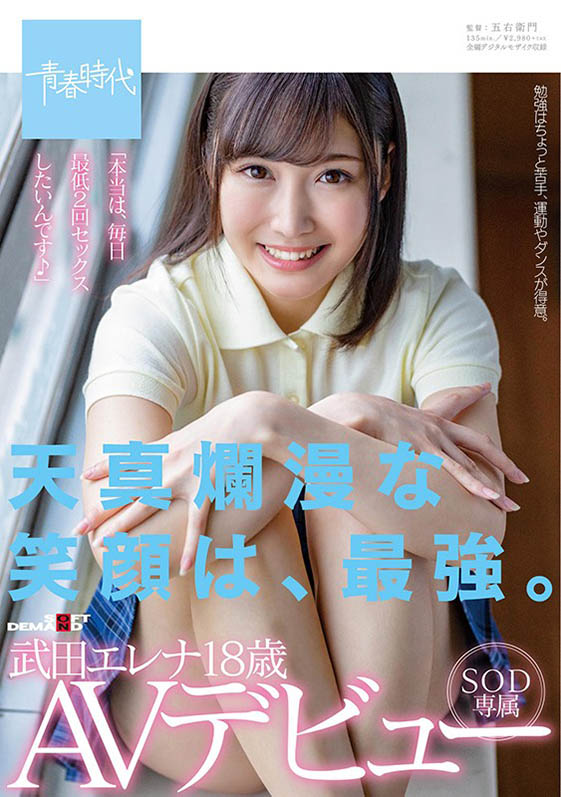 青春時代
監督：五右衛門
135min.／¥2,980+tax
全編デジタルモザイク収録
勉強はちょっと苦手、運動やダンスが得意。
「本当は、毎日
最低2回セックス
したいんです♪」
天真爛漫な
笑顔は、最強。
SOFT
DEMAND
武田エレナ18歳
SOD
専属
AVデビュー